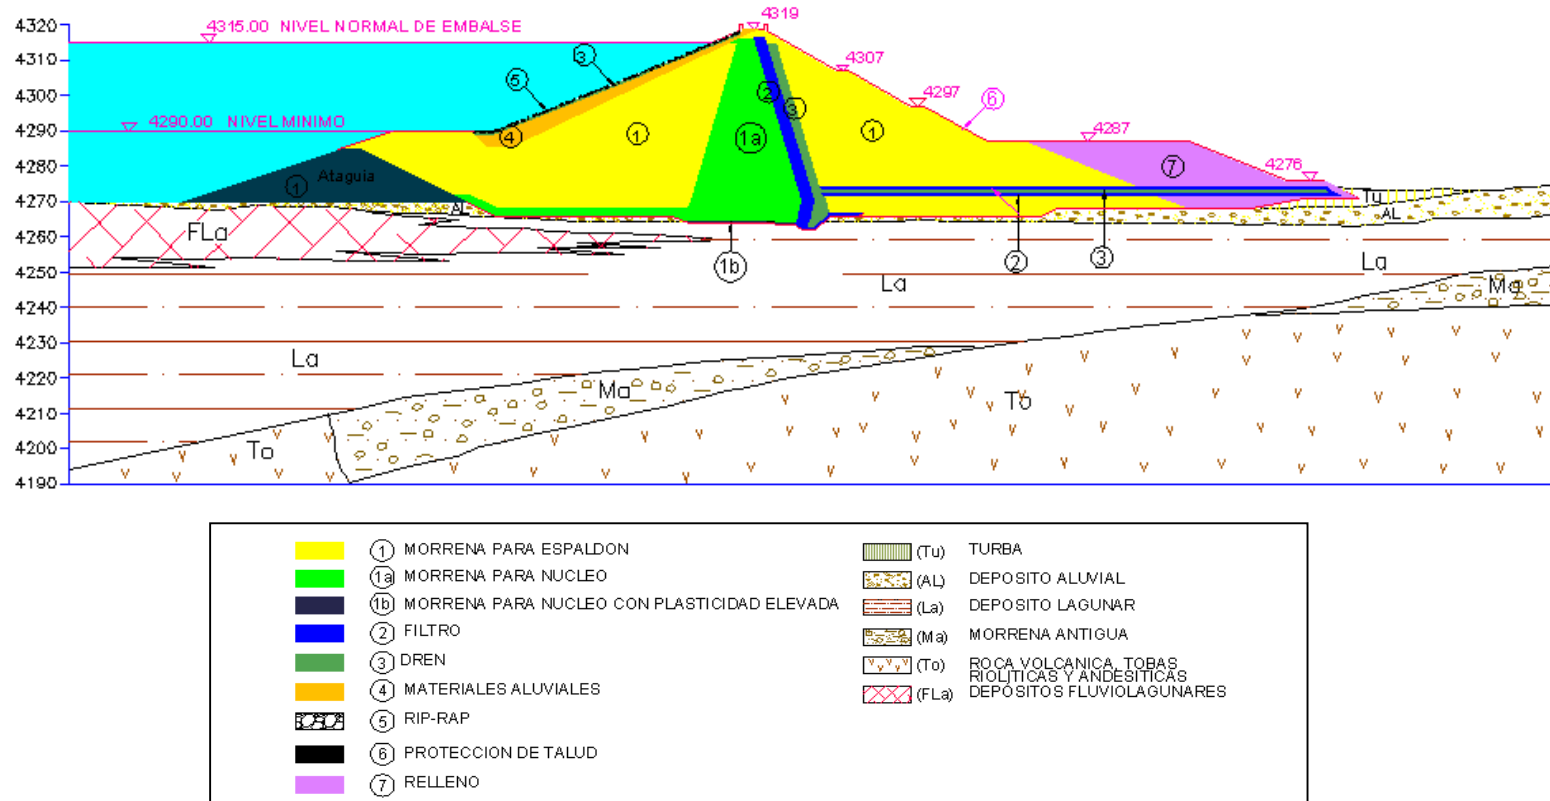 4320
4310
4300
4290
4280
4270
4260
4250
4240
4230
4220
4210
4200
4190
4315.00 NIVEL NORMAL DE EMBALSE
4319
3
5
4307
2
3
4297
6
4290.00 NIVEL MINIMO
4
1
1a
1
4287
7
4276
1
Ataguia
Tu
AL
AL
FLa
1b
2
3
La
La
Ma
La
Ma
To
To
1 MORRENA PARA ESPALDON
1a MORRENA PARA NUCLEO
1b MORRENA PARA NUCLEO CON PLASTICIDAD ELEVADA
2 FILTRO
3 DREN
4 MATERIALES ALUVIALES
5 RIP-RAP
6 PROTECCION DE TALUD
7 RELLENO
(Tu) TURBA
(AL) DEPOSITO ALUVIAL
(La) DEPOSITO LAGUNAR
(Ma) MORRENA ANTIGUA
(To) ROCA VOLCANICA, TOBAS
RIOLITICAS Y ANDESITICAS
(FLa) DEPÓSITOS FLUVIOLAGUNARES